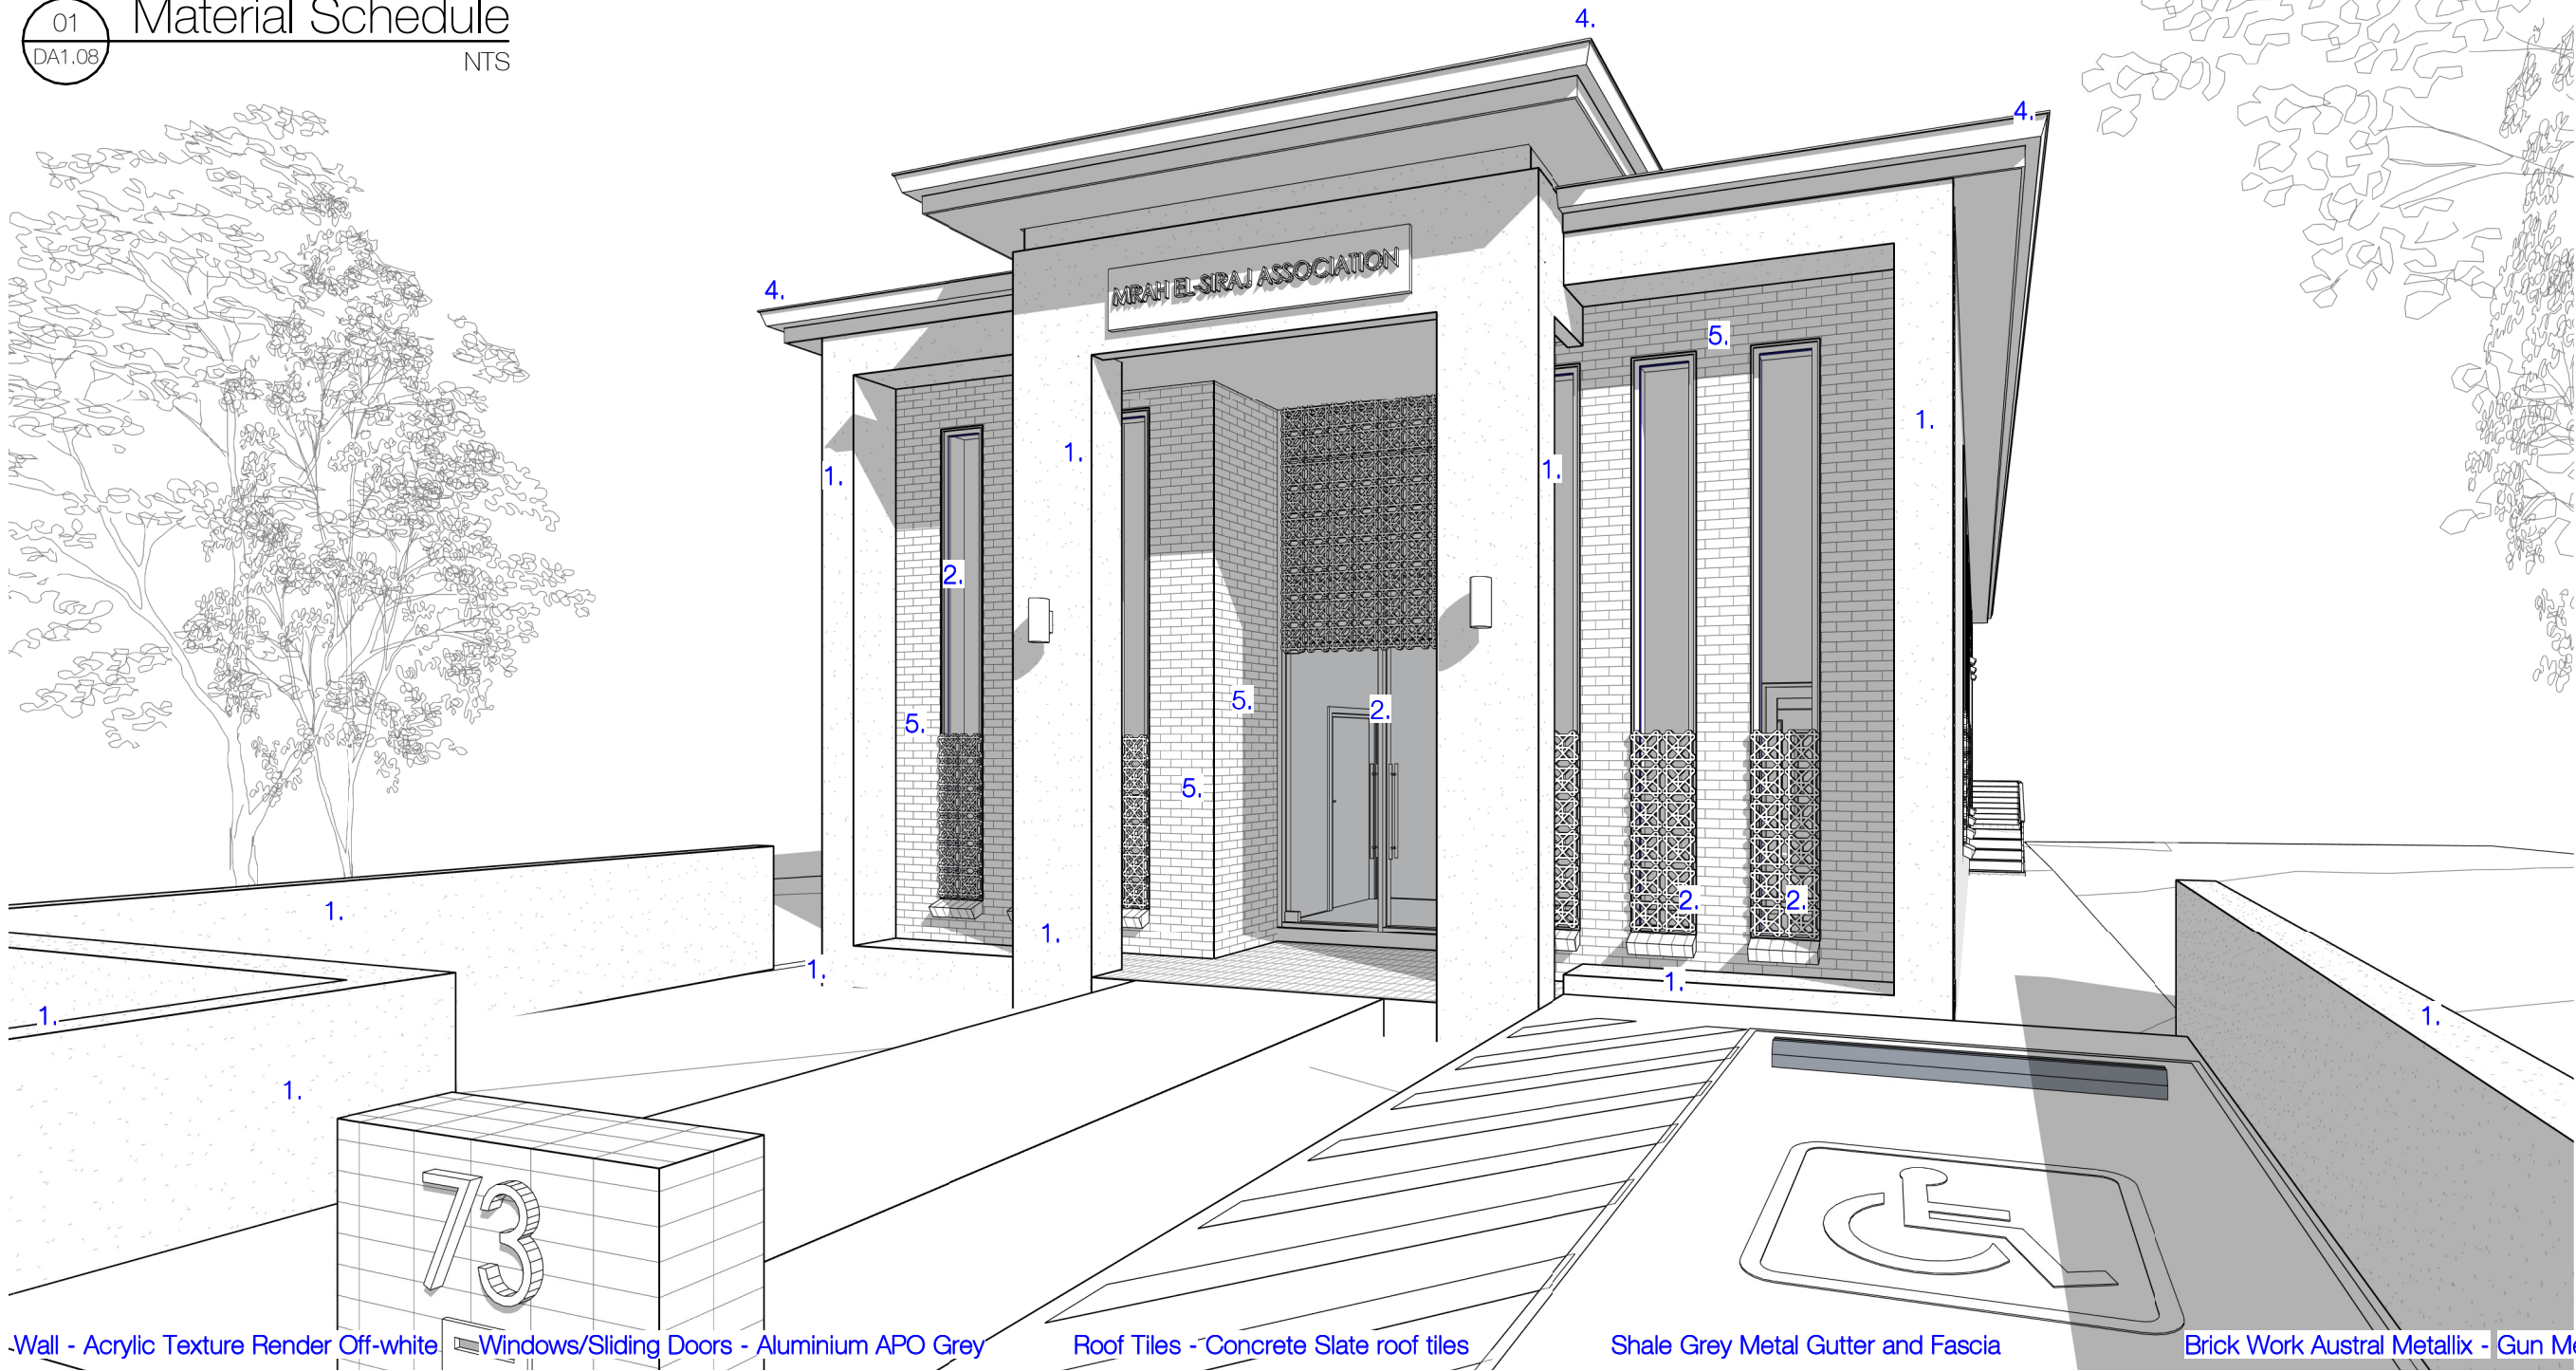 01
DA1.08
Material Schedule
NTS
4.
4.
4.
MRAH EL-SIRAJ ASSOCIATION
5.
1.
1.
1.
1.
2.
5.
2.
5.
5.
2.
2.
1.
1.
1.
1.
1.
1.
1.
73
Wall - Acrylic Texture Render Off-white
Windows/Sliding Doors - Aluminium APO Grey
Roof Tiles - Concrete Slate roof tiles
Shale Grey Metal Gutter and Fascia
Brick Work Austral Metallix - Gun